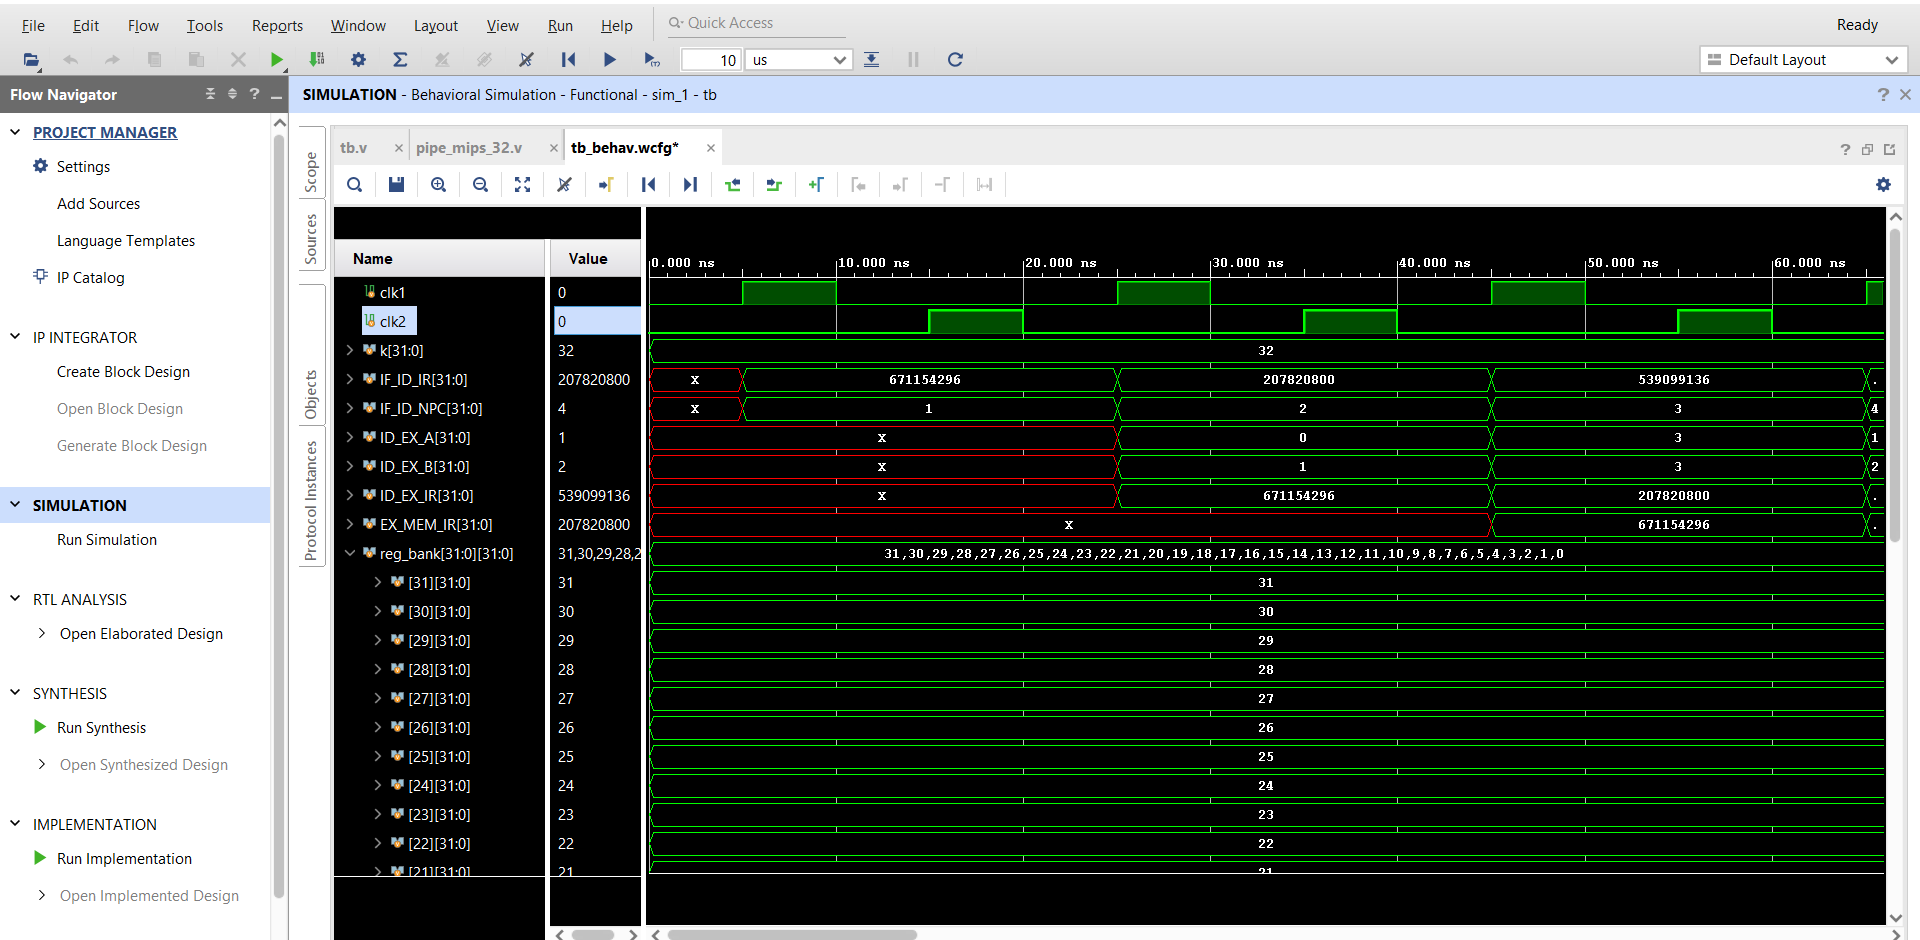 File Edit Flow Tools Reports Window Layout View Run Help Quick Access Ready
10 us Default Layout
Flow Navigator ? _
SIMULATION - Behavioral Simulation - Functional - sim_1 - tb
PROJECT MANAGER
Settings
Add Sources
Language Templates
IP Catalog
IP INTEGRATOR
Create Block Design
Open Block Design
Generate Block Design
SIMULATION
Run Simulation
RTL ANALYSIS
Open Elaborated Design
SYNTHESIS
Run Synthesis
Open Synthesized Design
IMPLEMENTATION
Run Implementation
Open Implemented Design
Scope
Sources
Objects
Protocol Instances
tb.v pipe_mips_32.v tb_behav.wcfg*
Name Value 0.000 ns 10.000 ns 20.000 ns 30.000 ns 40.000 ns 50.000 ns 60.000 ns
clk1 0
clk2 0
k[31:0] 32 32
IF_ID_IR[31:0] 207820800 X 671154296 207820800 539099136 .
IF_ID_NPC[31:0] 4 X 1 2 3 4
ID_EX_A[31:0] 1 X 0 3 1
ID_EX_B[31:0] 2 X 1 3 2
ID_EX_IR[31:0] 539099136 X 671154296 207820800 .
EX_MEM_IR[31:0] 207820800 X 671154296 .
reg_bank[31:0][31:0] 31,30,29,28,2 31,30,29,28,27,26,25,24,23,22,21,20,19,18,17,16,15,14,13,12,11,10,9,8,7,6,5,4,3,2,1,0
[31][31:0] 31 31
[30][31:0] 30 30
[29][31:0] 29 29
[28][31:0] 28 28
[27][31:0] 27 27
[26][31:0] 26 26
[25][31:0] 25 25
[24][31:0] 24 24
[23][31:0] 23 23
[22][31:0] 22 22
[21][31:0] 21 21